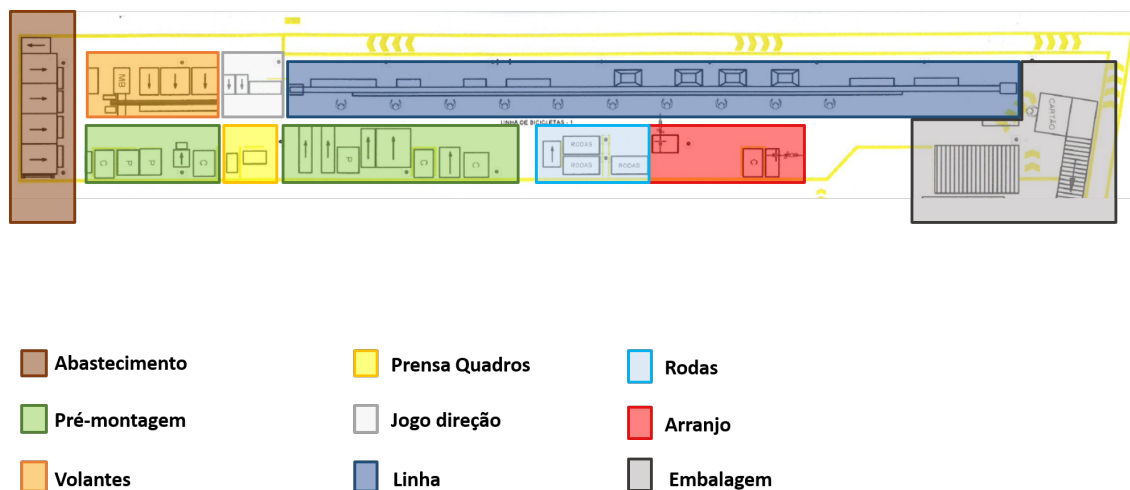 MB
LINHA DE BICICLETAS - 1
CARTÃO
C P P C
P C C
RODAS
RODAS RODAS
C
Abastecimento Prensa Quadros Rodas
Pré-montagem Jogo direção Arranjo
Volantes Linha Embalagem